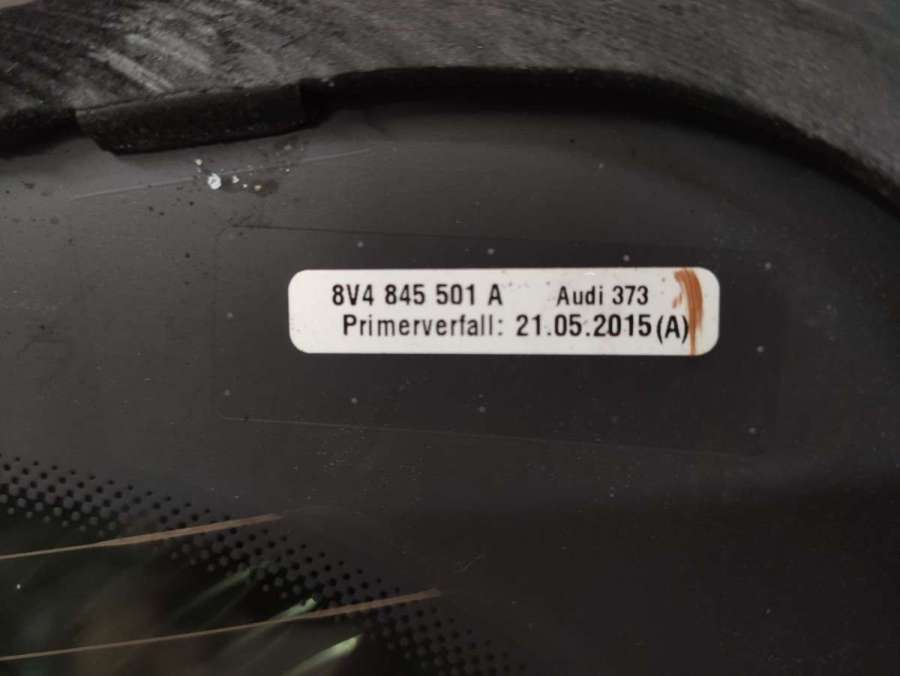 8V4 845 501 A Audi 373
Primerverfall: 21.05.2015(A)